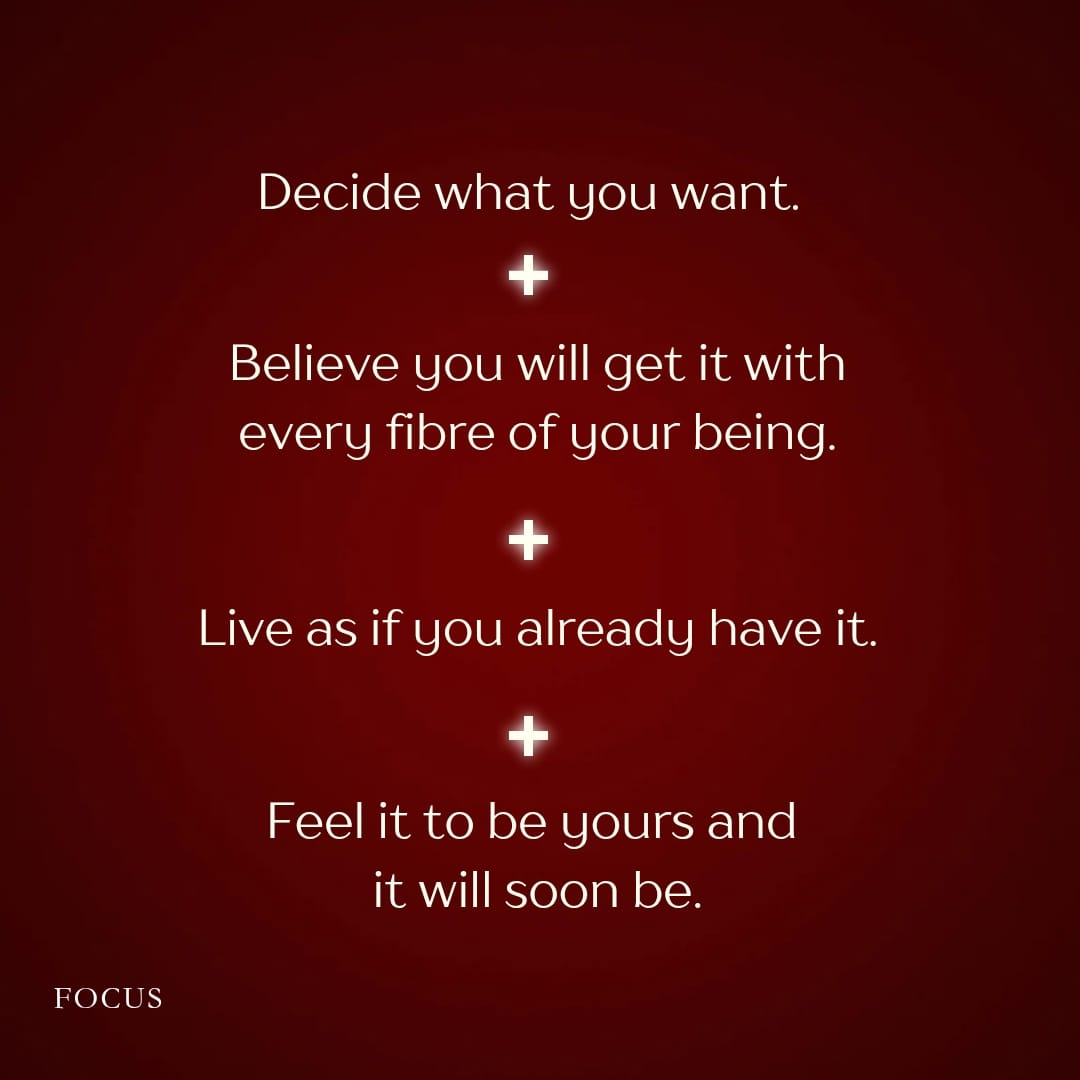 Decide what you want.
+
Believe you will get it with
every fibre of your being.
+
Live as if you already have it.
+
Feel it to be yours and
it will soon be.
FOCUS